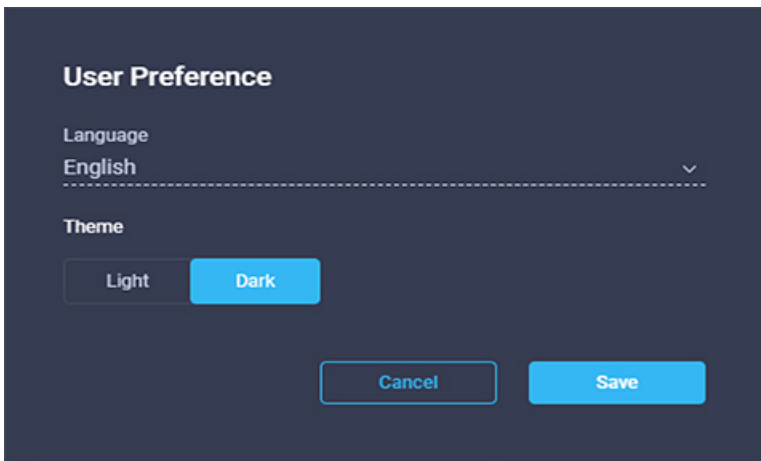 User Preference
Language
English
Theme
Light Dark
Cancel Save